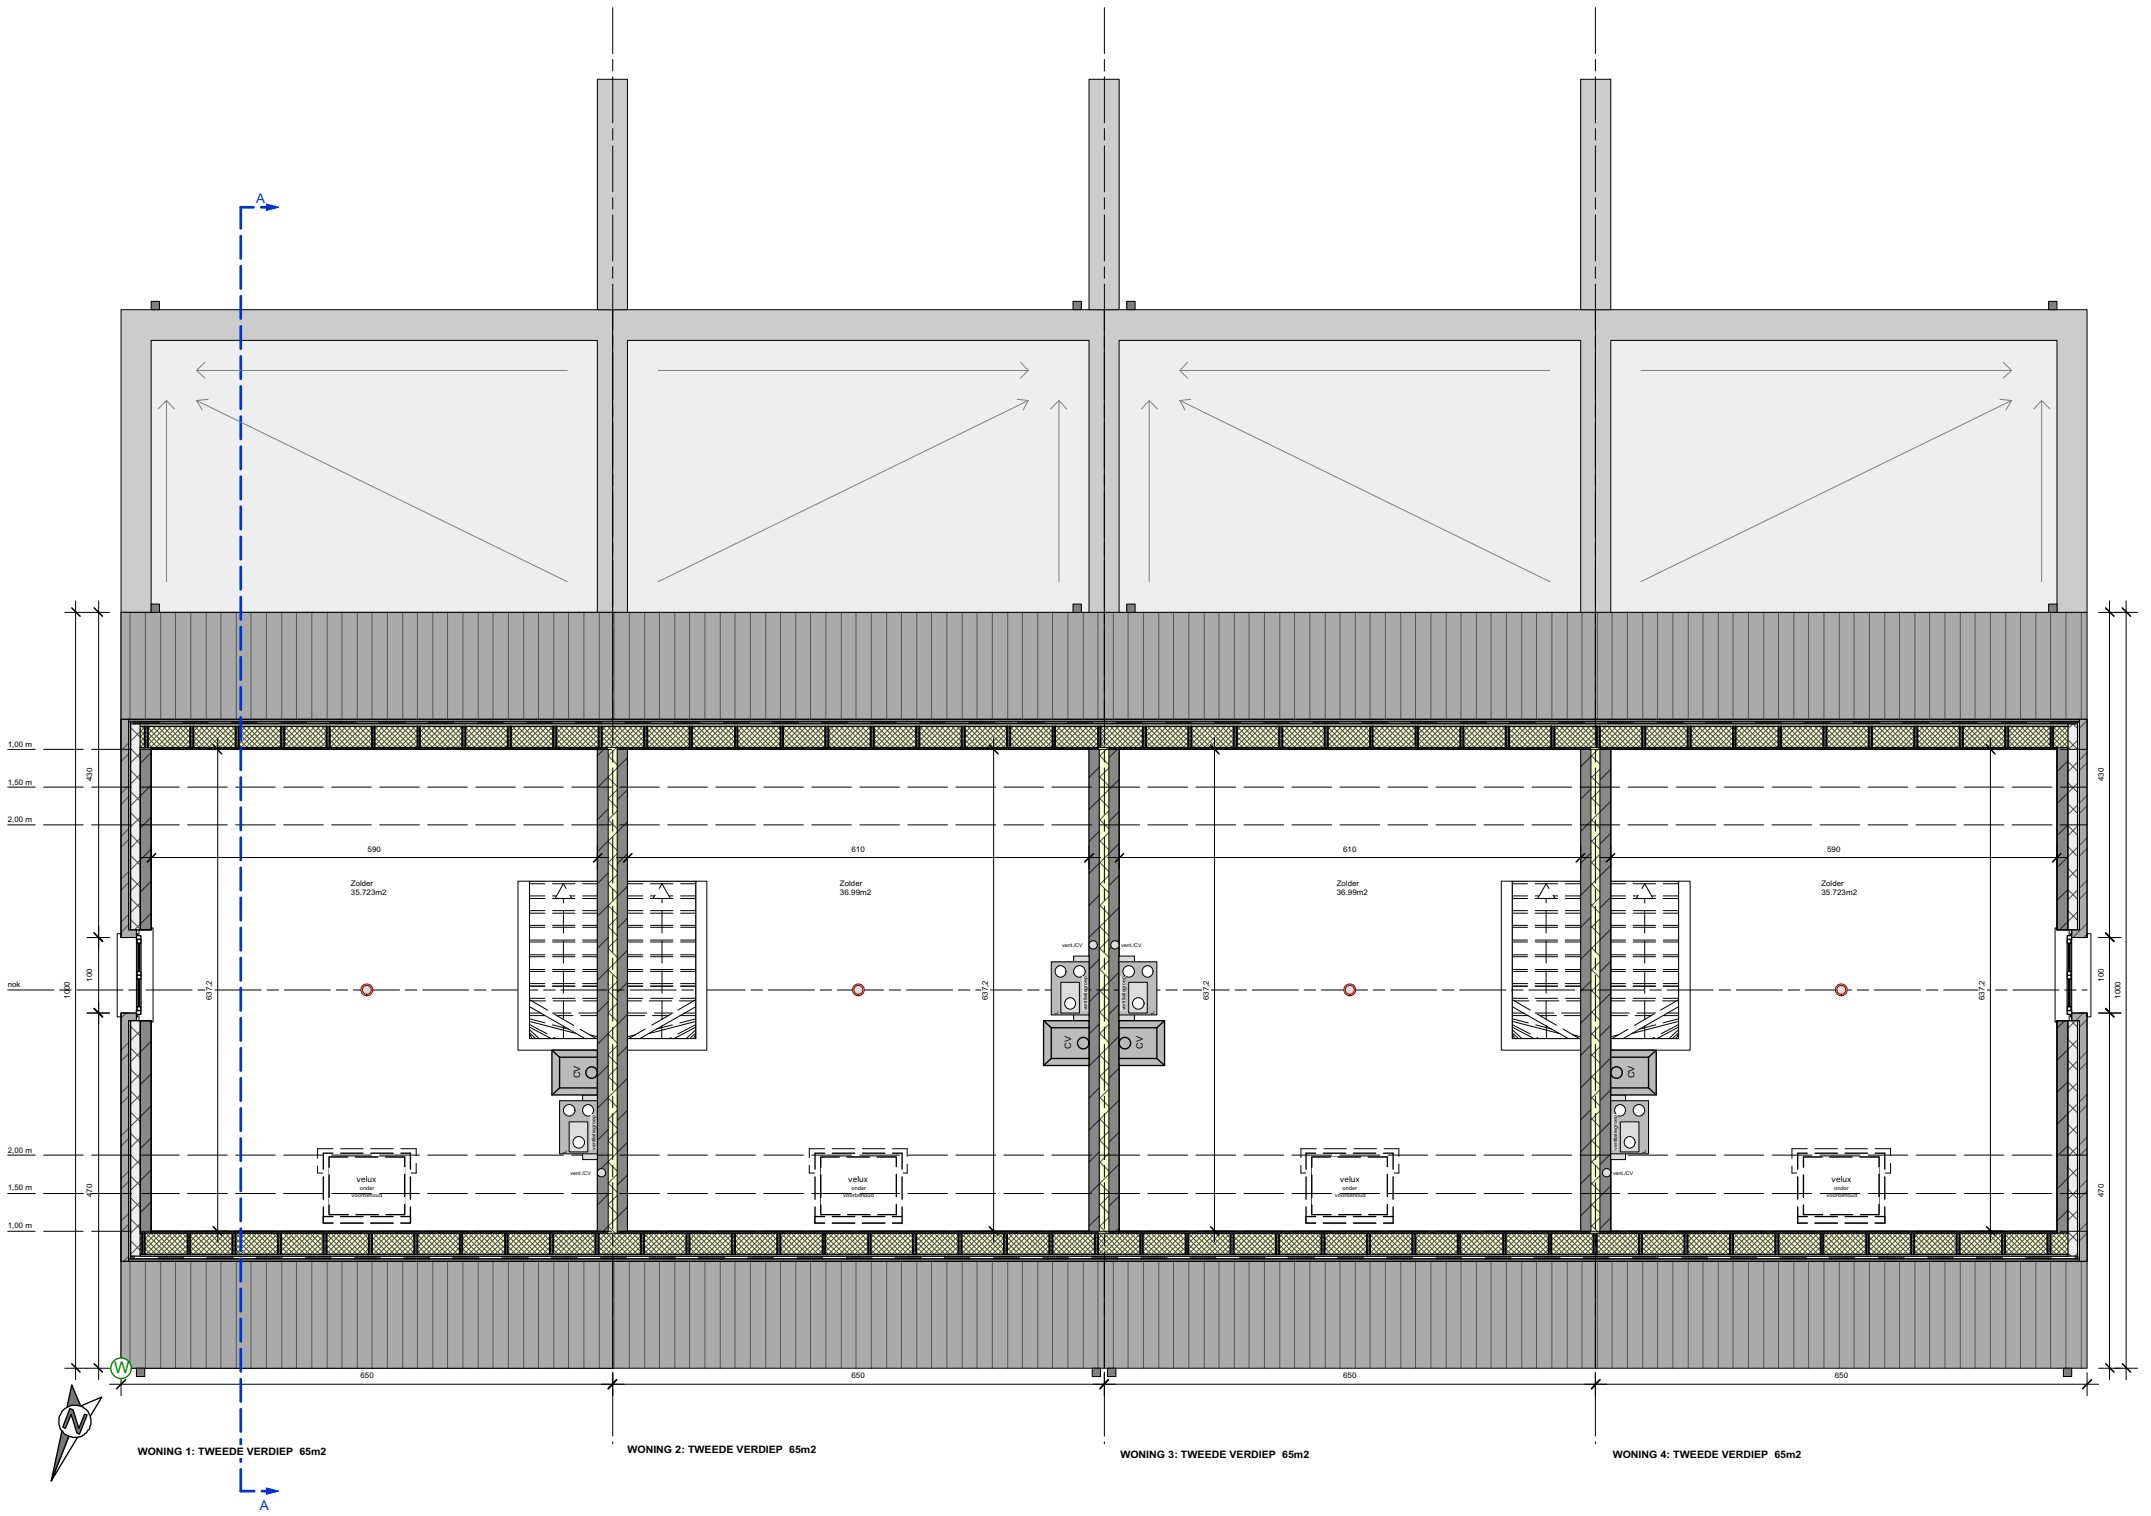 A
1,00 m
430
430
1,50 m
2,00 m
590
610
610
590
Zolder
35.723m2
Zolder
36.99m2
Zolder
36.99m2
Zolder
35.723m2
vent./CV
vent./CV
100
100
nok
1000
637,2
637,2
637,2
637,2
1000
ventilatiegroep
ventilatiegroep
CV
CV
CV
CV
ventilatiegroep
ventilatiegroep
2,00 m
vent./CV
vent./CV
velux
onder
voorbehoud
velux
onder
voorbehoud
velux
onder
voorbehoud
velux
onder
voorbehoud
1,50 m
470
470
1,00 m
W
650
650
650
650
N
WONING 1: TWEEDE VERDIEP 65m2
WONING 2: TWEEDE VERDIEP 65m2
WONING 3: TWEEDE VERDIEP 65m2
WONING 4: TWEEDE VERDIEP 65m2
A